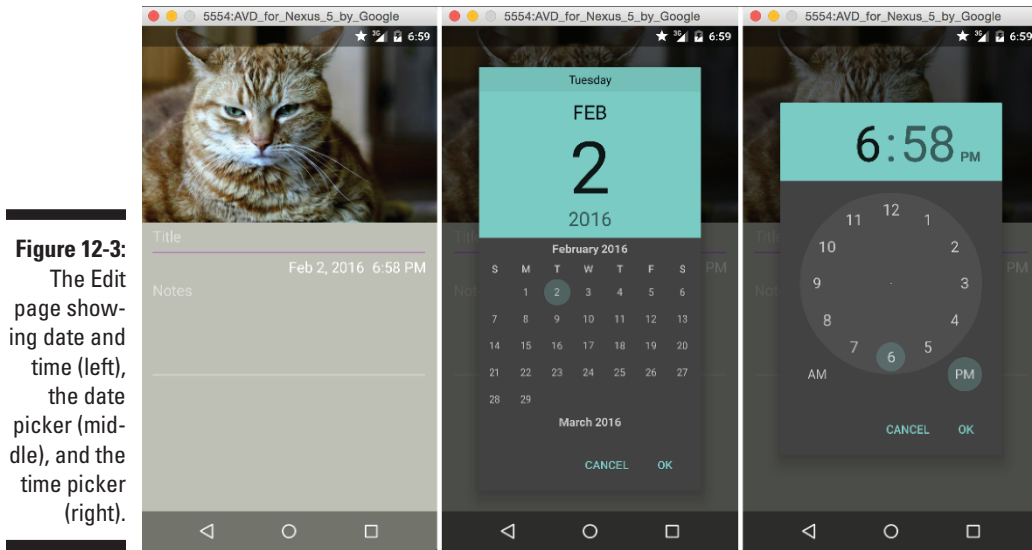 Figure 12-3:
The Edit
page show-
ing date and
time (left),
the date
picker (mid-
dle), and the
time picker
(right).
5554:AVD_for_Nexus_5_by_Google
3G 6:59
Title
Feb 2, 2016 6:58 PM
Notes
5554:AVD_for_Nexus_5_by_Google
3G 6:59
Tuesday
FEB
2
2016
February 2016
S M T W T F S
1 2 3 4 5 6
7 8 9 10 11 12 13
14 15 16 17 18 19 20
21 22 23 24 25 26 27
28 29
March 2016
CANCEL OK
PM
5554:AVD_for_Nexus_5_by_Google
3G 6:59
6:58 PM
12
11 1
10 2
9 3
8 4
7 5
6
AM PM
CANCEL OK
PM